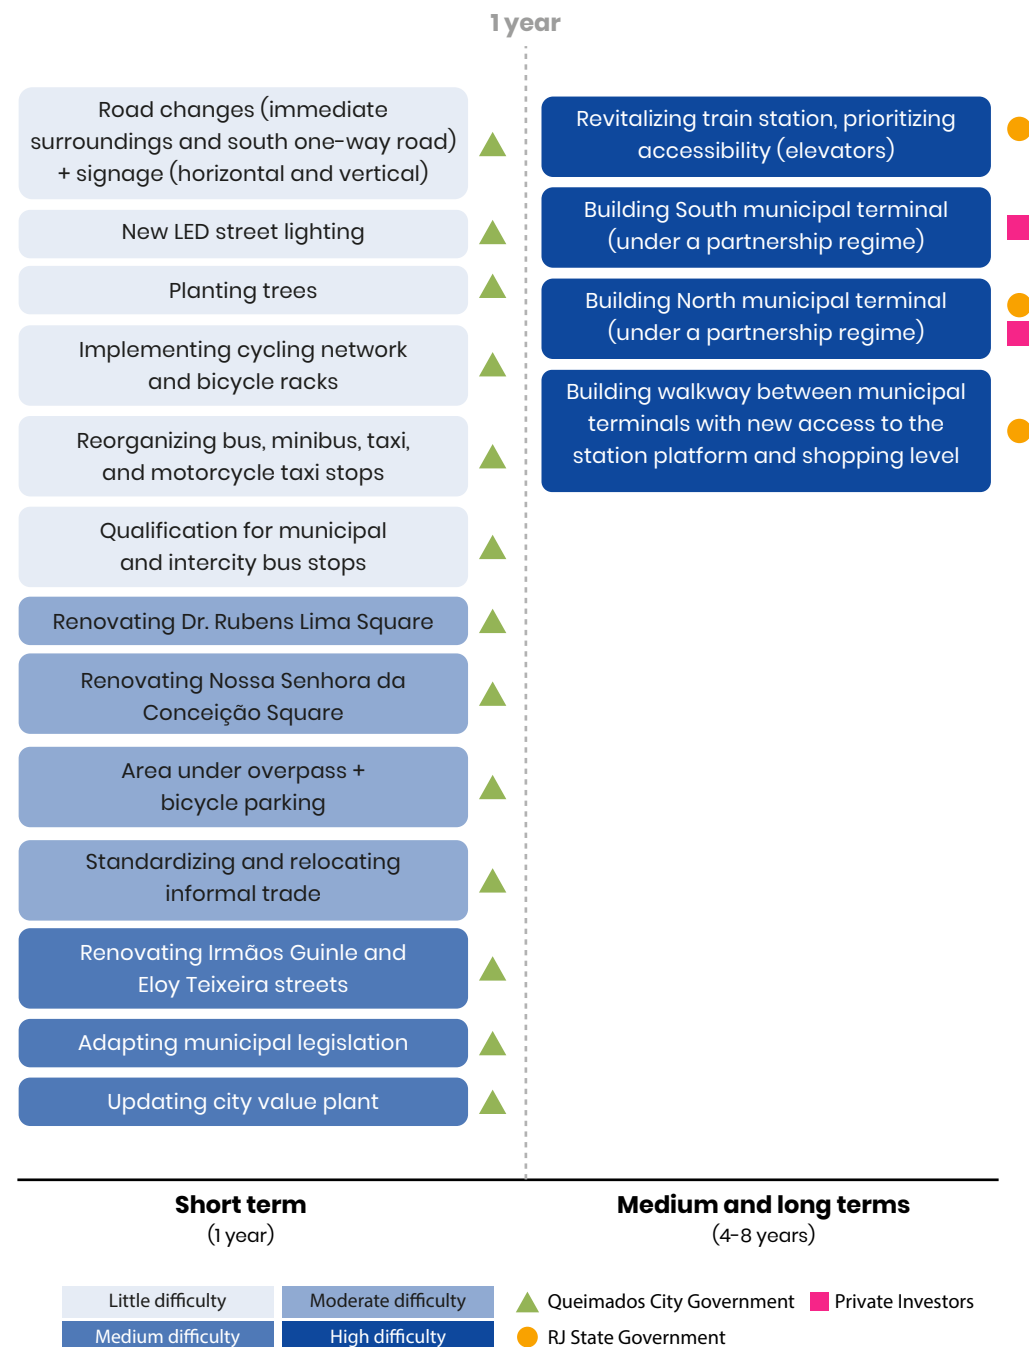 1 year
Road changes (immediate
surroundings and south one-way road)
+ signage (horizontal and vertical)
New LED street lighting
Planting trees
Implementing cycling network
and bicycle racks
Reorganizing bus, minibus, taxi,
and motorcycle taxi stops
Qualification for municipal
and intercity bus stops
Renovating Dr. Rubens Lima Square
Renovating Nossa Senhora da
Conceição Square
Area under overpass +
bicycle parking
Standardizing and relocating
informal trade
Renovating Irmãos Guinle and
Eloy Teixeira streets
Adapting municipal legislation
Updating city value plant
Revitalizing train station, prioritizing
accessibility (elevators)
Building South municipal terminal
(under a partnership regime)
Building North municipal terminal
(under a partnership regime)
Building walkway between municipal
terminals with new access to the
station platform and shopping level
Short term
(1 year)
Medium and long terms
(4-8 years)
Little difficulty
Moderate difficulty
Medium difficulty
High difficulty
Queimados City Government
Private Investors
RJ State Government